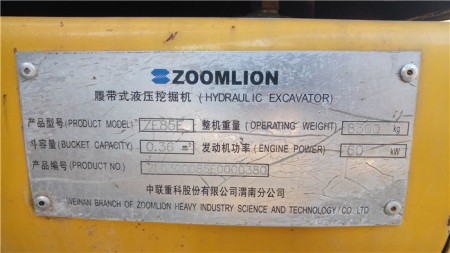 ZOOMLION
履带式液压挖掘机 (HYDRAULIC EXCAVATOR)
产品型号(PRODUCT MODEL) ZE85E 整机重量 (OPERATING WEIGHT) kg
斗容量(BUCKET CAPACITY) 0.36 m³ 发动机功率 (ENGINE POWER) 60 kW
产品编号(PRODUCT NO.)
中联重科股份有限公司渭南分公司
WEINAN BRANCH OF ZOOMLION HEAVY INDUSTRY SCIENCE AND TECHNOLOGY CO. LTD